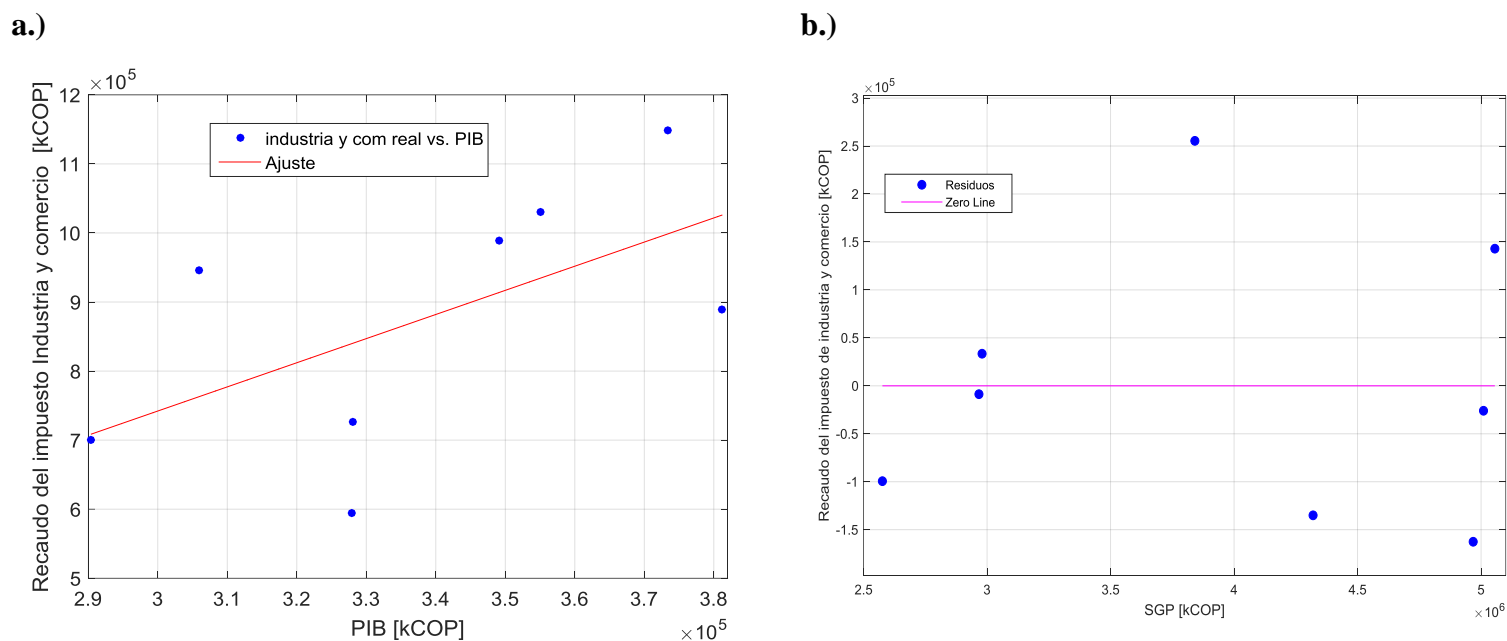 a.)
b.)
×10^5
12
11
10
9
8
7
6
5
Recaudo del impuesto Industria y comercio [kCOP]
industria y com real vs. PIB
Ajuste
2.9 3 3.1 3.2 3.3 3.4 3.5 3.6 3.7 3.8
PIB [kCOP]
×10^5
×10^5
3
2.5
2
1.5
1
0.5
0
-0.5
-1
-1.5
Recaudo del impuesto de industria y comercio [kCOP]
Residuos
Zero Line
2.5 3 3.5 4 4.5 5
SGP [kCOP]
×10^6